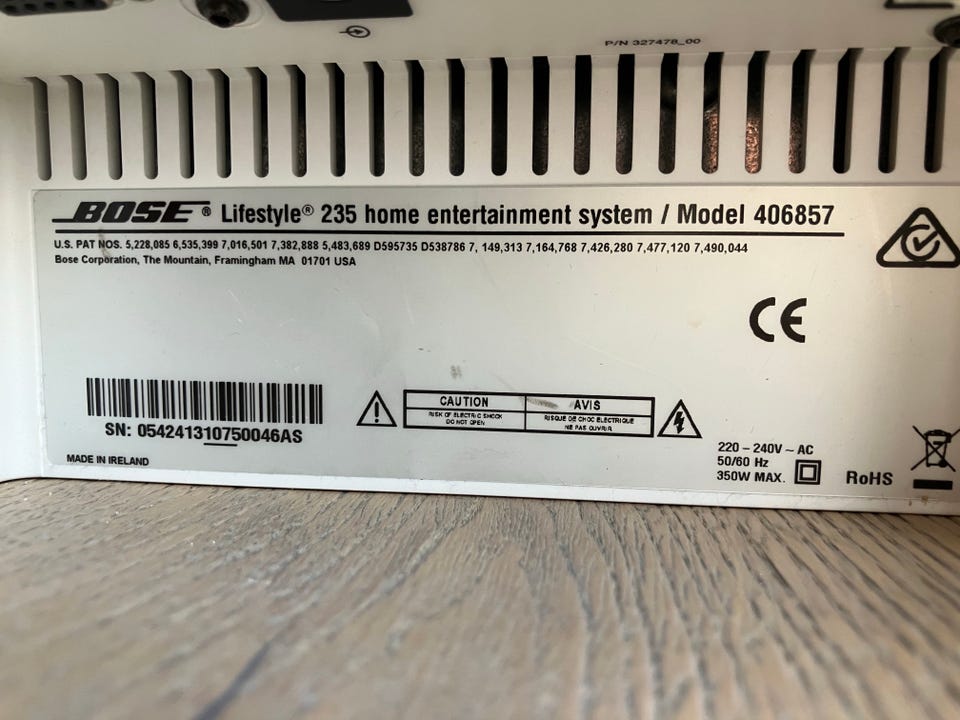 P/N 327478_00
BOSE® Lifestyle® 235 home entertainment system / Model 406857
U.S. PAT NOS. 5,228,085 6,535,399 7,016,501 7,382,888 5,483,689 D595735 D538786 7, 149,313 7,164,768 7,426,280 7,477,120 7,490,044
Bose Corporation, The Mountain, Framingham MA 01701 USA
CE
CAUTION
RISK OF ELECTRIC SHOCK
DO NOT OPEN
AVIS
RISQUE DE CHOC ELECTRIQUE
NE PAS OUVRIR
SN: 054241310750046AS
MADE IN IRELAND
220 – 240V ~ AC
50/60 Hz
350W MAX.
RoHS